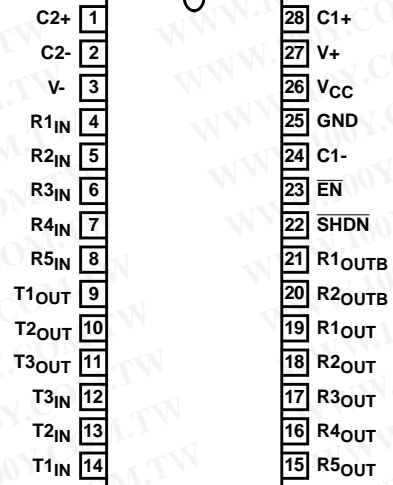 C2+ 1 28 C1+
C2- 2 27 V+
V- 3 26 VCC
R1IN 4 25 GND
R2IN 5 24 C1-
R3IN 6 23 EN
R4IN 7 22 SHDN
R5IN 8 21 R1OUTB
T1OUT 9 20 R2OUTB
T2OUT 10 19 R1OUT
T3OUT 11 18 R2OUT
T3IN 12 17 R3OUT
T2IN 13 16 R4OUT
T1IN 14 15 R5OUT